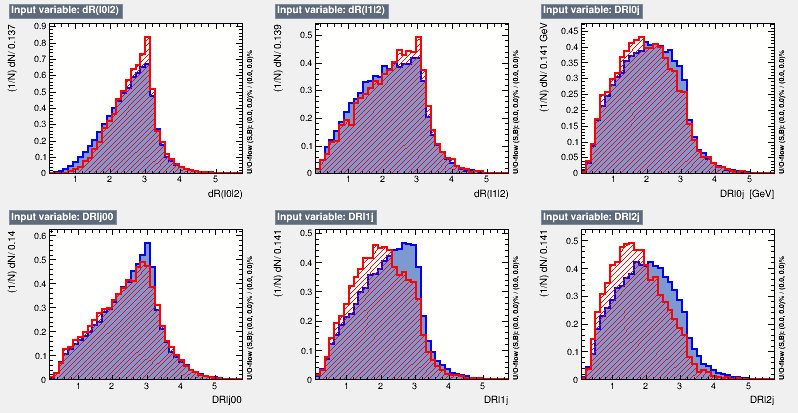 Input variable: dR(l0l2)
(1/N) dN/ 0.137
0 0.1 0.2 0.3 0.4 0.5 0.6 0.7 0.8 0.9
1 2 3 4 5
dR(l0l2)
U/O-flow (S,B): (0.0, 0.0)% / (0.0, 0.0)%
Input variable: dR(l1l2)
(1/N) dN/ 0.139
0 0.1 0.2 0.3 0.4 0.5
1 2 3 4 5
dR(l1l2)
U/O-flow (S,B): (0.0, 0.0)% / (0.0, 0.0)%
Input variable: DRl0j
(1/N) dN/ 0.141 GeV
0 0.05 0.1 0.15 0.2 0.25 0.3 0.35 0.4 0.45
1 2 3 4 5
DRl0j [GeV]
U/O-flow (S,B): (0.0, 0.0)% / (0.0, 0.0)%
Input variable: DRlj00
(1/N) dN/ 0.14
0 0.1 0.2 0.3 0.4 0.5 0.6
1 2 3 4 5
DRlj00
U/O-flow (S,B): (0.0, 0.0)% / (0.0, 0.0)%
Input variable: DRl1j
(1/N) dN/ 0.141
0 0.1 0.2 0.3 0.4 0.5
1 2 3 4 5
DRl1j
U/O-flow (S,B): (0.0, 0.0)% / (0.0, 0.0)%
Input variable: DRl2j
(1/N) dN/ 0.141
0 0.1 0.2 0.3 0.4 0.5
1 2 3 4 5
DRl2j
U/O-flow (S,B): (0.0, 0.0)% / (0.0, 0.0)%